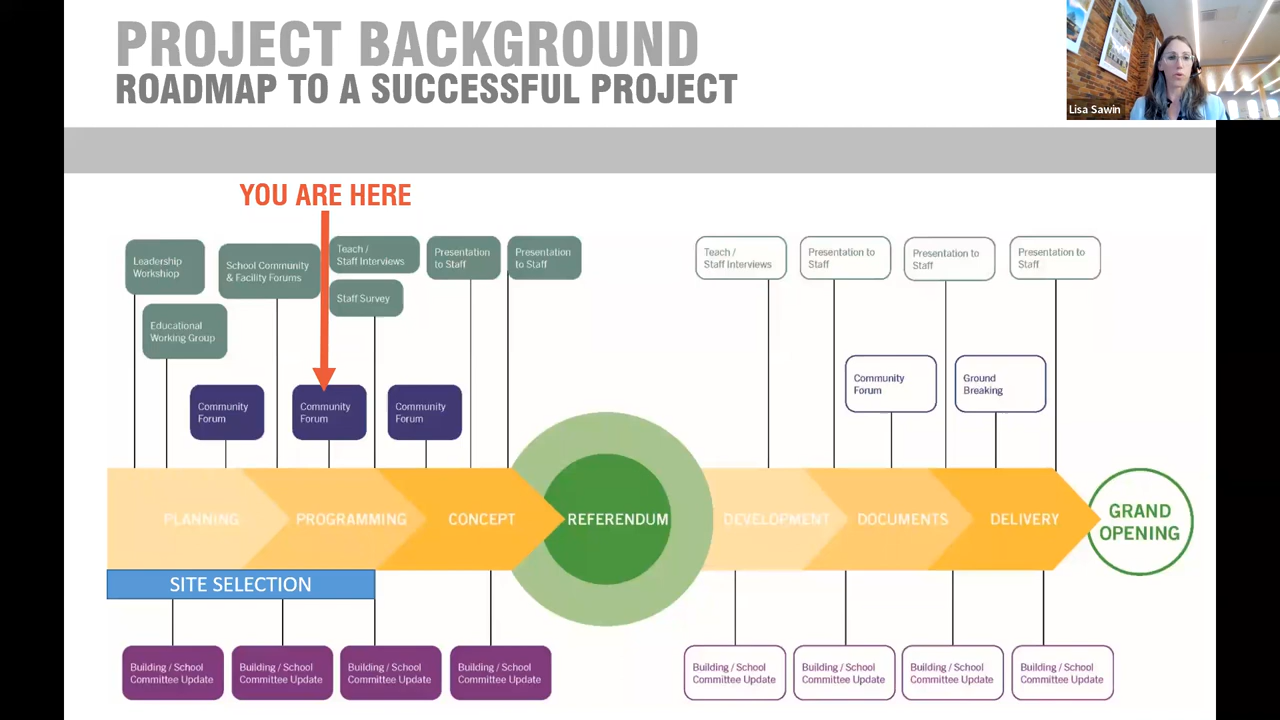 PROJECT BACKGROUND
ROADMAP TO A SUCCESSFUL PROJECT
Lisa Sawin
YOU ARE HERE
Leadership
Workshiop
School Community
& Facility Forums
Teach /
Staff Interviews
Presentation
to Staff
Presentation
to Staff
Staff Survey
Educational
Working Group
Community
Forum
Community
Forum
Community
Forum
Teach /
Staff Interviews
Presentation to
Staff
Presentation to
Staff
Presentation to
Staff
Community
Forum
Ground
Breaking
PLANNING
PROGRAMMING
CONCEPT
REFERENDUM
DEVELOPMENT
DOCUMENTS
DELIVERY
GRAND
OPENING
SITE SELECTION
Building / School
Committee Update
Building / School
Committee Update
Building / School
Committee Update
Building / School
Committee Update
Building / School
Committee Update
Building / School
Committee Update
Building / School
Committee Update
Building / School
Committee Update